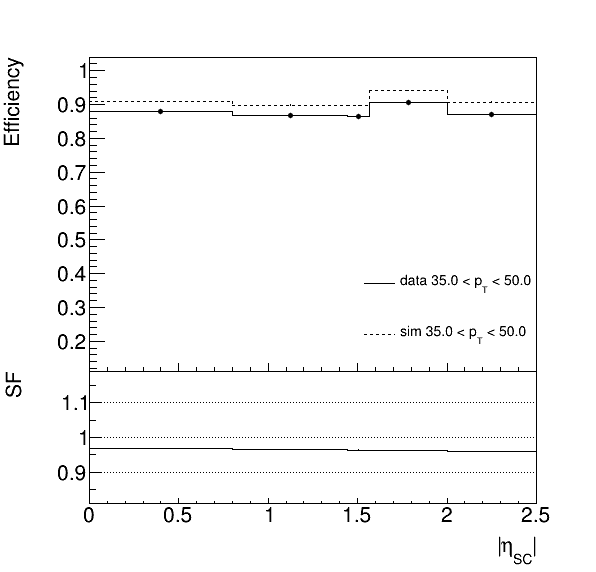 Efficiency
1
0.9
0.8
0.7
0.6
0.5
0.4
0.3
0.2
data 35.0 < p_T < 50.0
sim 35.0 < p_T < 50.0
SF
1.1
1
0.9
0 0.5 1 1.5 2 2.5
|η_SC|